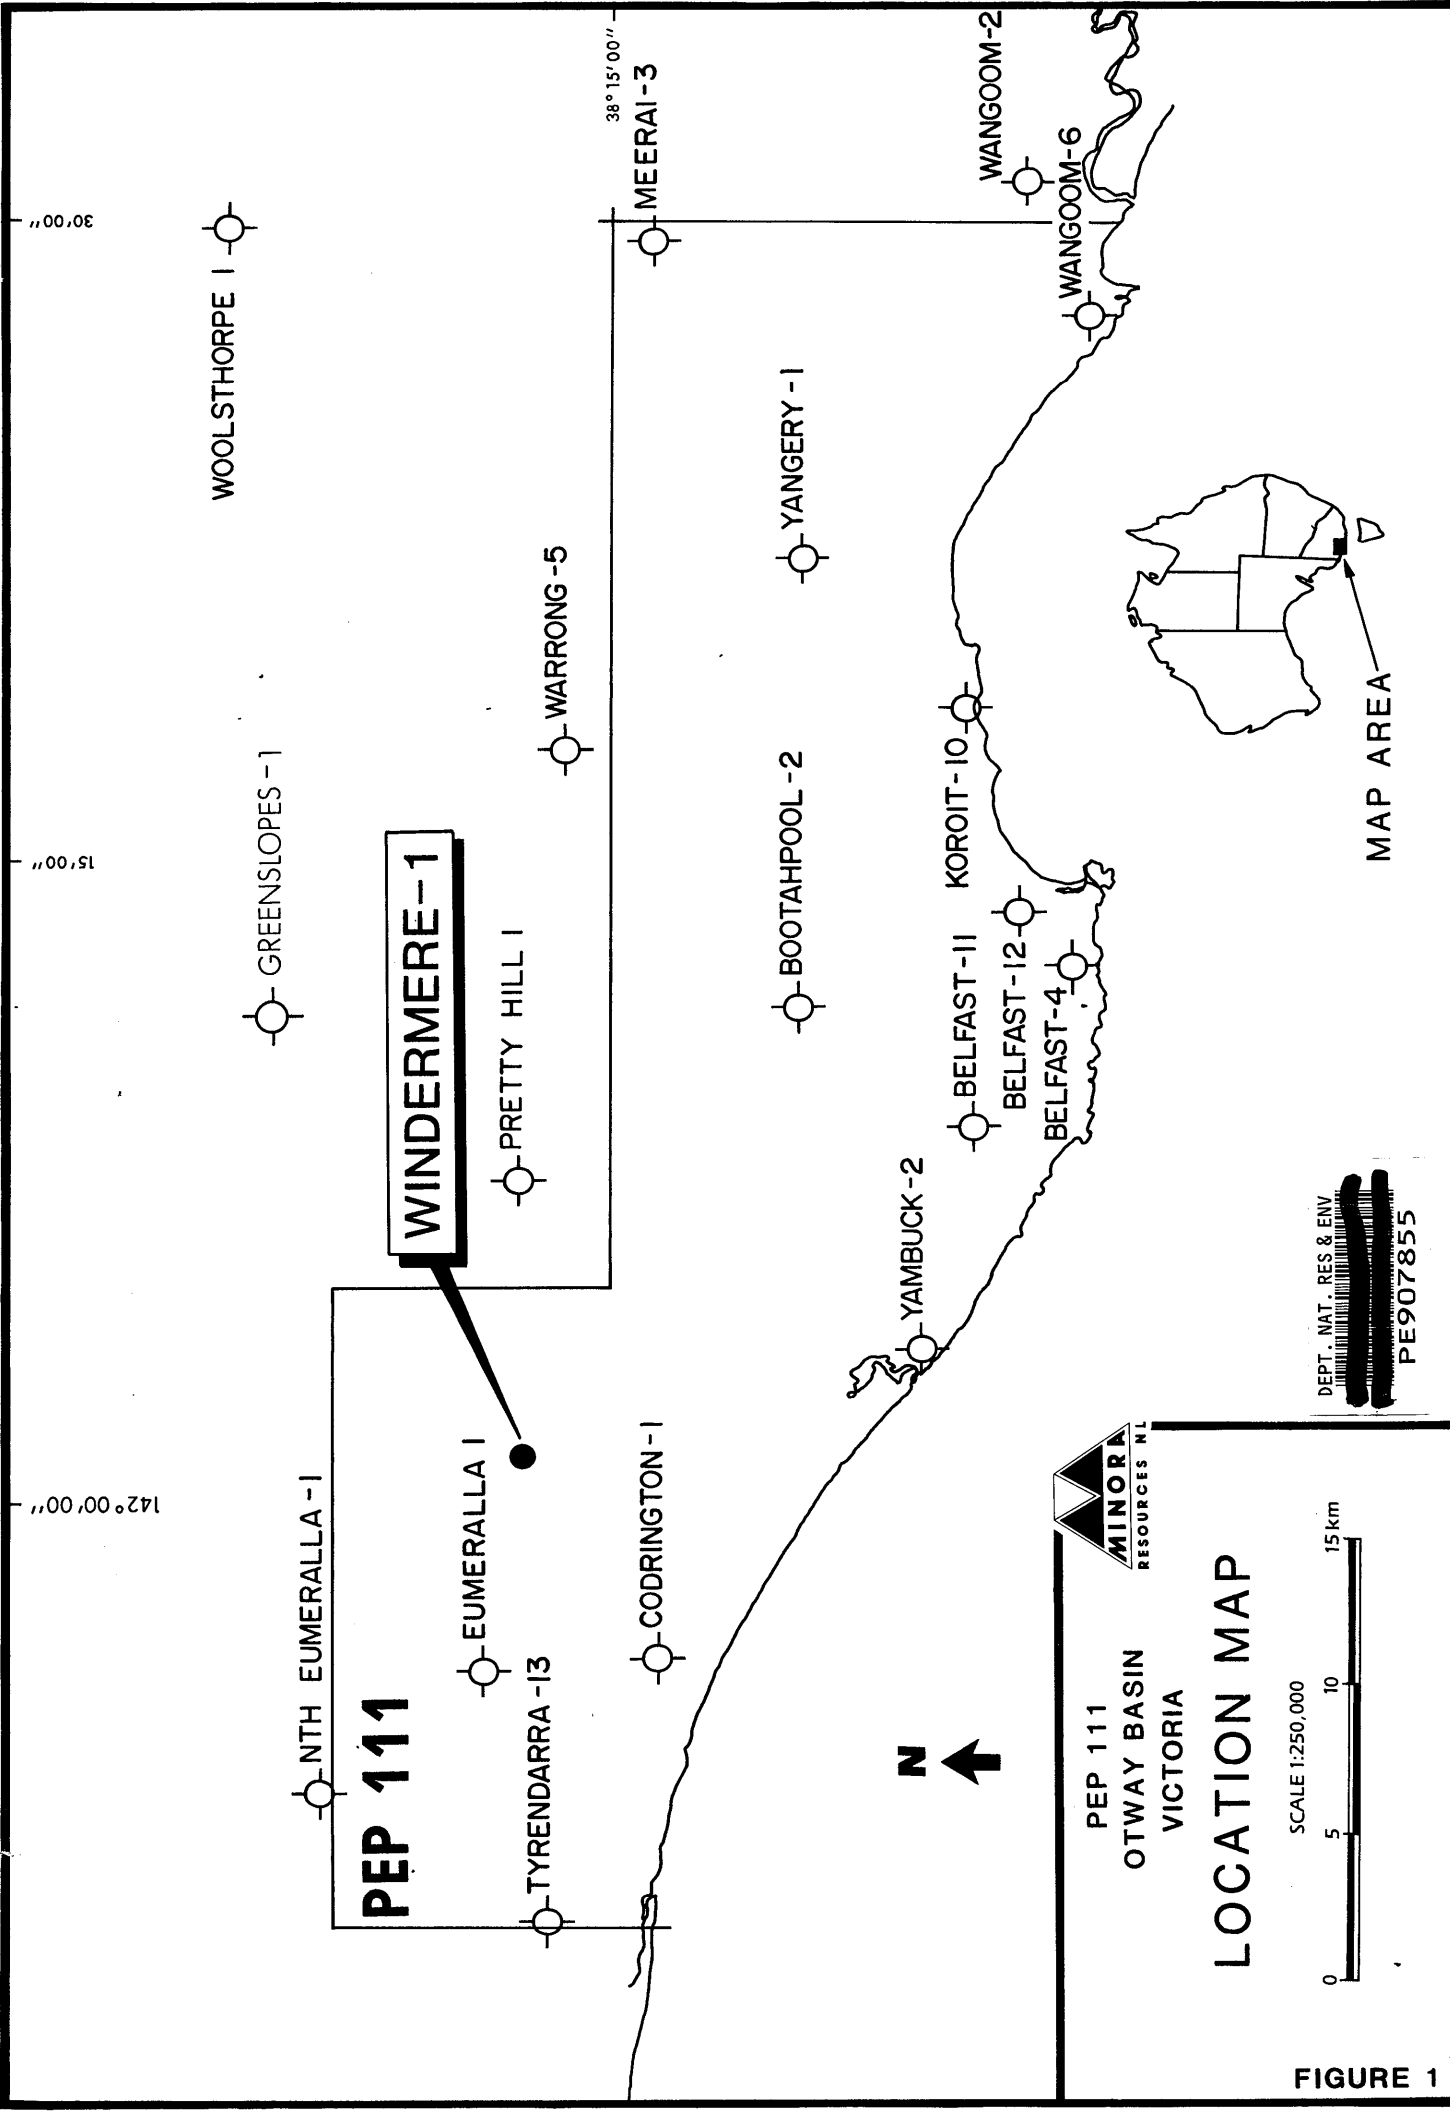 142°00'00"
15'00"
30'00"
WOOLSTHORPE 1
GREENSLOPES-1
NTH EUMERALLA-1
PEP 111
WINDERMERE-1
EUMERALLA 1
PRETTY HILL 1
WARRONG-5
TYRENDARRA-13
38°15'00"
CODRINGTON-1
MEERAI-3
BOOTAHPOOL-2
YANGERY-1
YAMBUCK-2
BELFAST-11
KOROIT-10
WANGOOM-2
BELFAST-12
BELFAST-4
WANGOOM-6
N
MAP AREA
MINORA
RESOURCES NL
PEP 111
OTWAY BASIN
VICTORIA
LOCATION MAP
SCALE 1:250,000
0 5 10 15km
DEPT. NAT. RES & ENV
PE907855
FIGURE 1